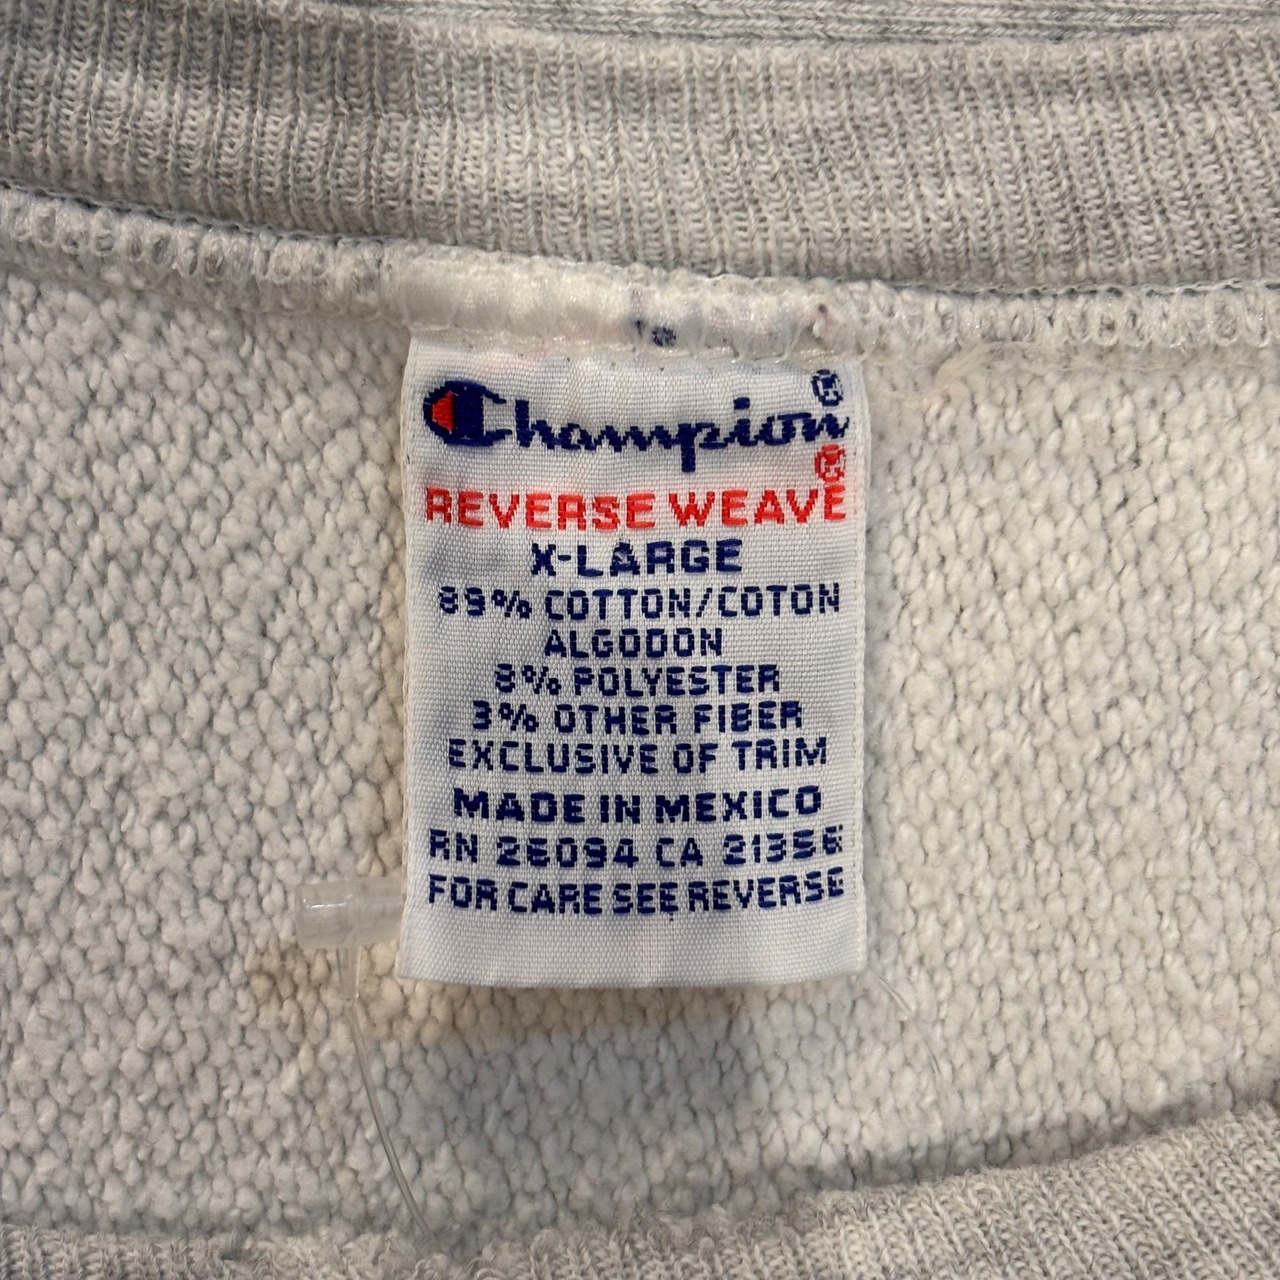 Champion®
REVERSE WEAVE®
X-LARGE
89% COTTON/COTON
ALGODON
8% POLYESTER
3% OTHER FIBER
EXCLUSIVE OF TRIM
MADE IN MEXICO
RN 26094 CA 21356
FOR CARE SEE REVERSE